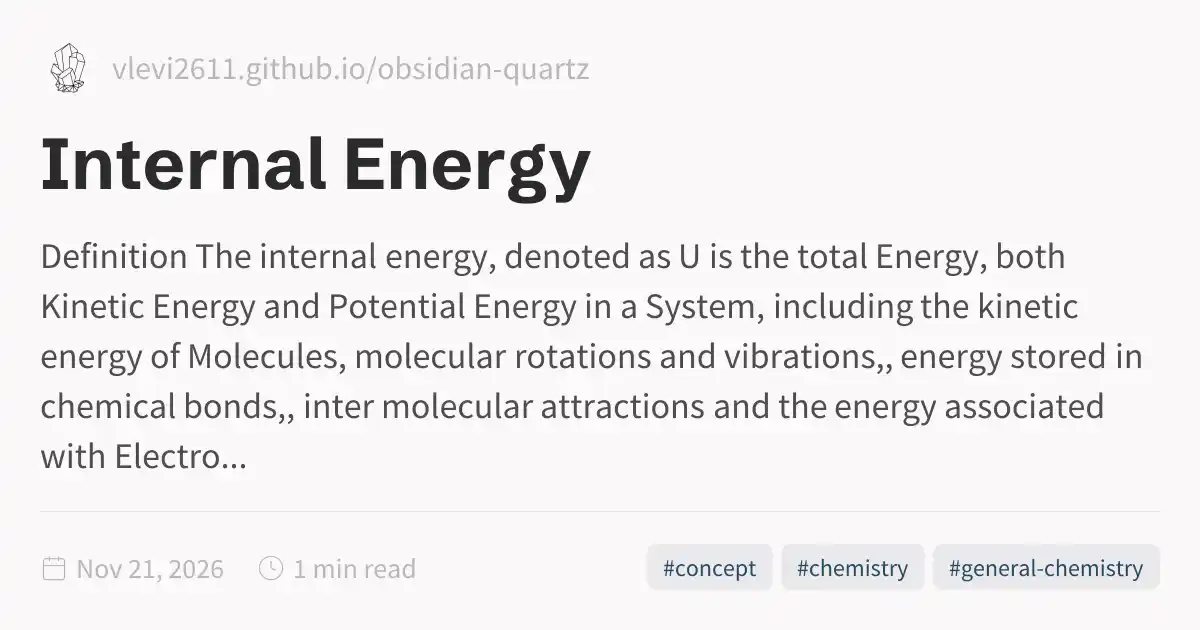 vlevi2611.github.io/obsidian-quartz
Internal Energy
Definition The internal energy, denoted as U is the total Energy, both
Kinetic Energy and Potential Energy in a System, including the kinetic
energy of Molecules, molecular rotations and vibrations,, energy stored in
chemical bonds,, inter molecular attractions and the energy associated
with Electro...
Nov 21, 2026 1 min read #concept #chemistry #general-chemistry